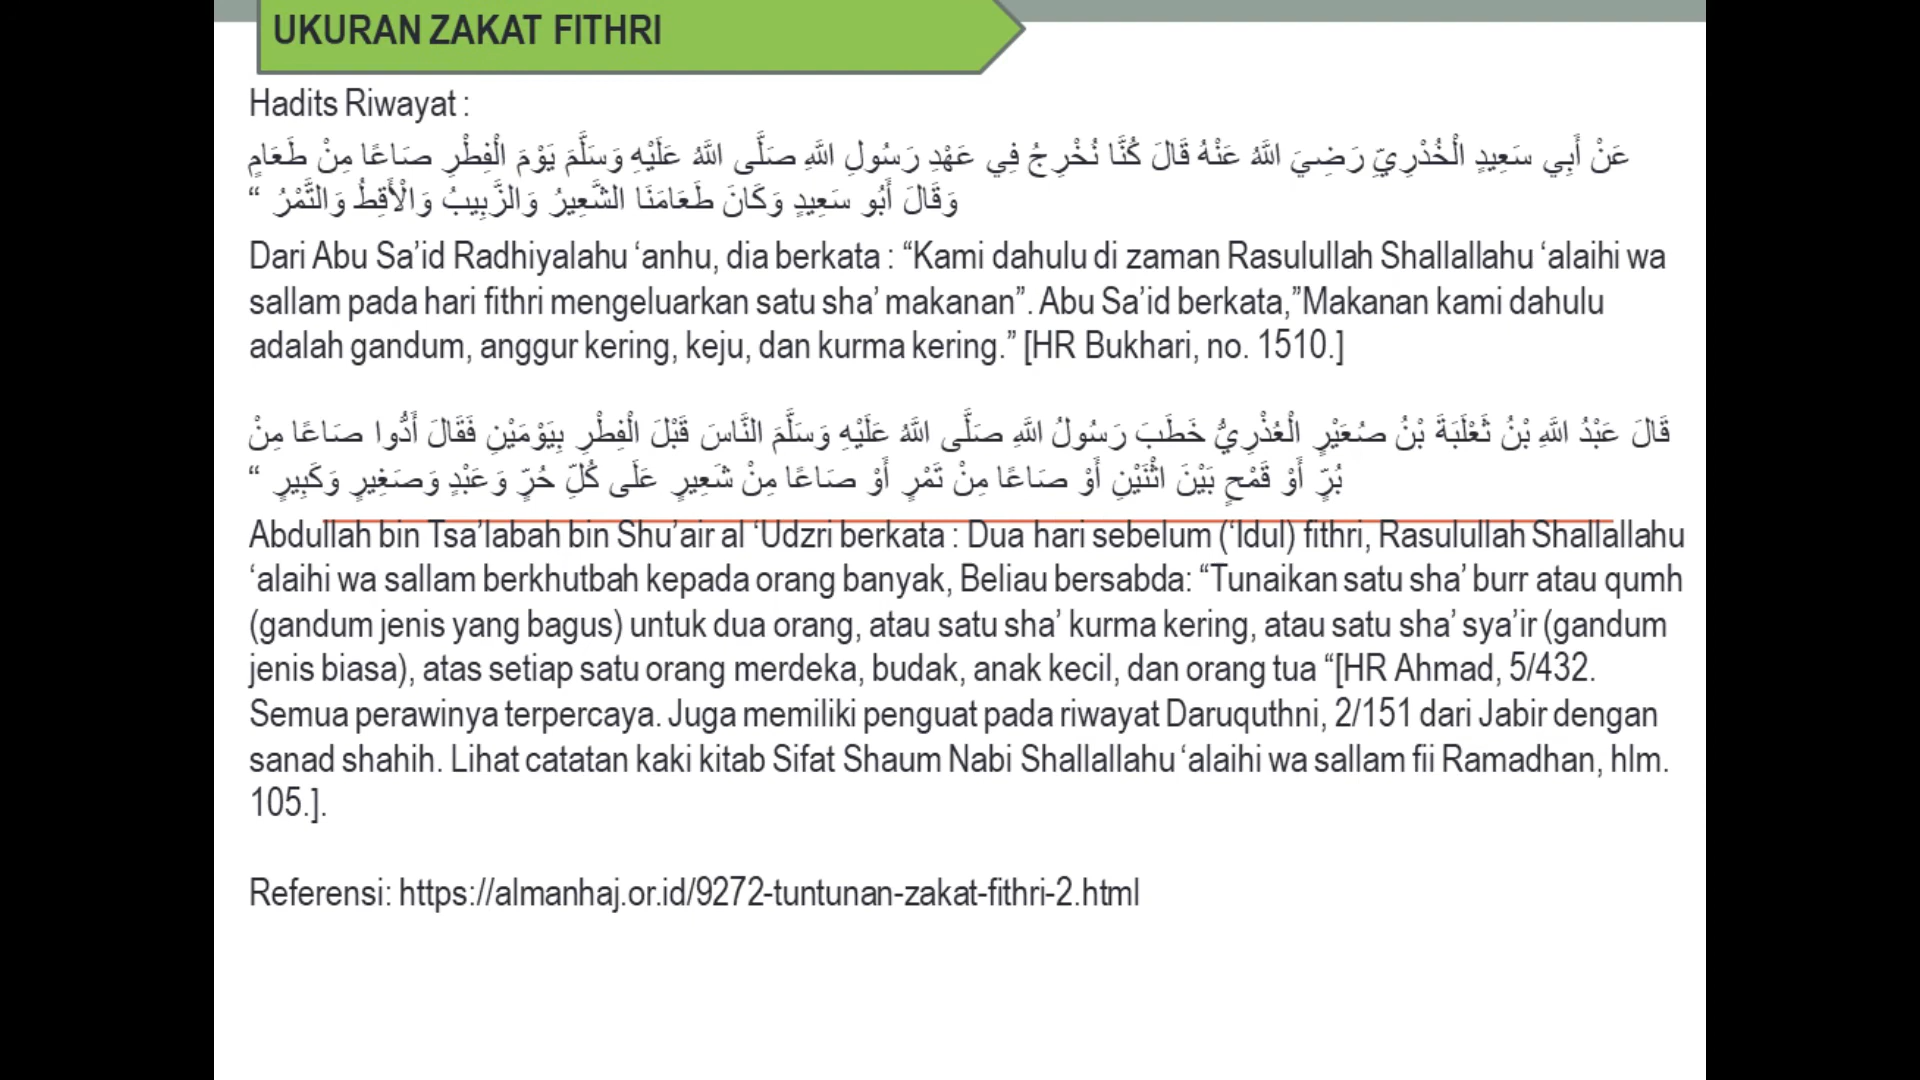 UKURAN ZAKAT FITHRI
Hadits Riwayat :
عَنْ أَبِي سَعِيدٍ الْخُدْرِيِّ رَضِيَ اللَّهُ عَنْهُ قَالَ كُنَّا نُخْرِجُ فِي عَهْدِ رَسُولِ اللَّهِ صَلَّى اللَّهُ عَلَيْهِ وَسَلَّمَ يَوْمَ الْفِطْرِ صَاعًا مِنْ طَعَامٍ
وَقَالَ أَبُو سَعِيدٍ وَكَانَ طَعَامَنَا الشَّعِيرُ وَالزَّبِيبُ وَالْأَقِطُ وَالتَّمْرُ “
Dari Abu Sa’id Radhiyalahu ‘anhu, dia berkata : “Kami dahulu di zaman Rasulullah Shallallahu ‘alaihi wa
sallam pada hari fithri mengeluarkan satu sha’ makanan”. Abu Sa’id berkata,”Makanan kami dahulu
adalah gandum, anggur kering, keju, dan kurma kering.” [HR Bukhari, no. 1510.]
قَالَ عَبْدُ اللَّهِ بْنُ ثَعْلَبَةَ بْنُ صُعَيْرٍ الْعُذْرِيُّ خَطَبَ رَسُولُ اللَّهِ صَلَّى اللَّهُ عَلَيْهِ وَسَلَّمَ النَّاسَ قَبْلَ الْفِطْرِ بِيَوْمَيْنِ فَقَالَ أَدُّوا صَاعًا مِنْ
بُرٍّ أَوْ قَمْحٍ بَيْنَ اثْنَيْنِ أَوْ صَاعًا مِنْ تَمْرٍ أَوْ صَاعًا مِنْ شَعِيرٍ عَلَى كُلِّ حُرٍّ وَعَبْدٍ وَصَغِيرٍ وَكَبِيرٍ “
Abdullah bin Tsa’labah bin Shu’air al ‘Udzri berkata : Dua hari sebelum (‘Idul) fithri, Rasulullah Shallallahu
‘alaihi wa sallam berkhutbah kepada orang banyak, Beliau bersabda: “Tunaikan satu sha’ burr atau qumh
(gandum jenis yang bagus) untuk dua orang, atau satu sha’ kurma kering, atau satu sha’ sya’ir (gandum
jenis biasa), atas setiap satu orang merdeka, budak, anak kecil, dan orang tua “[HR Ahmad, 5/432.
Semua perawinya terpercaya. Juga memiliki penguat pada riwayat Daruquthni, 2/151 dari Jabir dengan
sanad shahih. Lihat catatan kaki kitab Sifat Shaum Nabi Shallallahu ‘alaihi wa sallam fii Ramadhan, hlm.
105.].
Referensi: https://almanhaj.or.id/9272-tuntunan-zakat-fithri-2.html